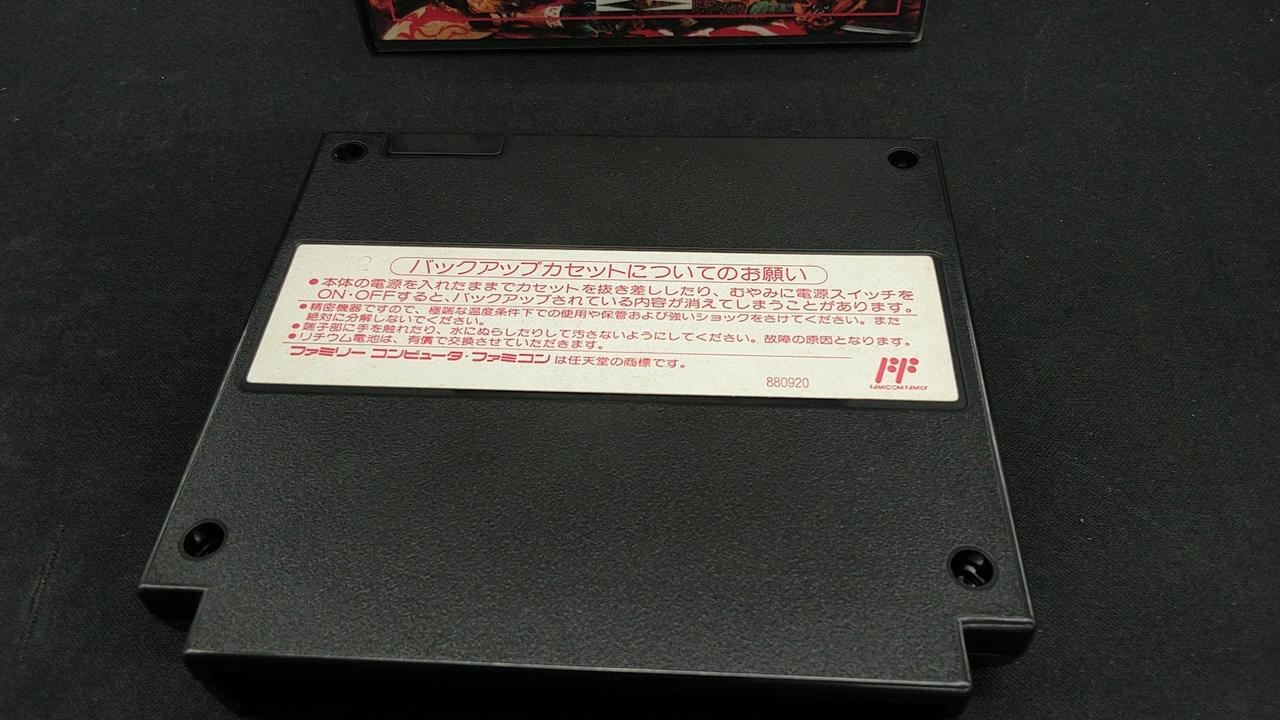 バックアップカセットについてのお願い
●本体の電源を入れたままでカセットを抜き差ししたり、むやみに電源スイッチを
ON・OFFすると、バックアップされている内容が消えてしまうことがあります。
●精密機器ですので、極端な温度条件下での使用や保管および強いショックをさけてください。また
絶対に分解しないでください。
●端子部に手を触れたり、水にぬらしたりして汚さないようにしてください。故障の原因となります。
●リチウム電池は、有償で交換させていただきます。
ファミリー コンピュータ・ファミコン は任天堂の商標です。
880920
FAMICOM FAMILY